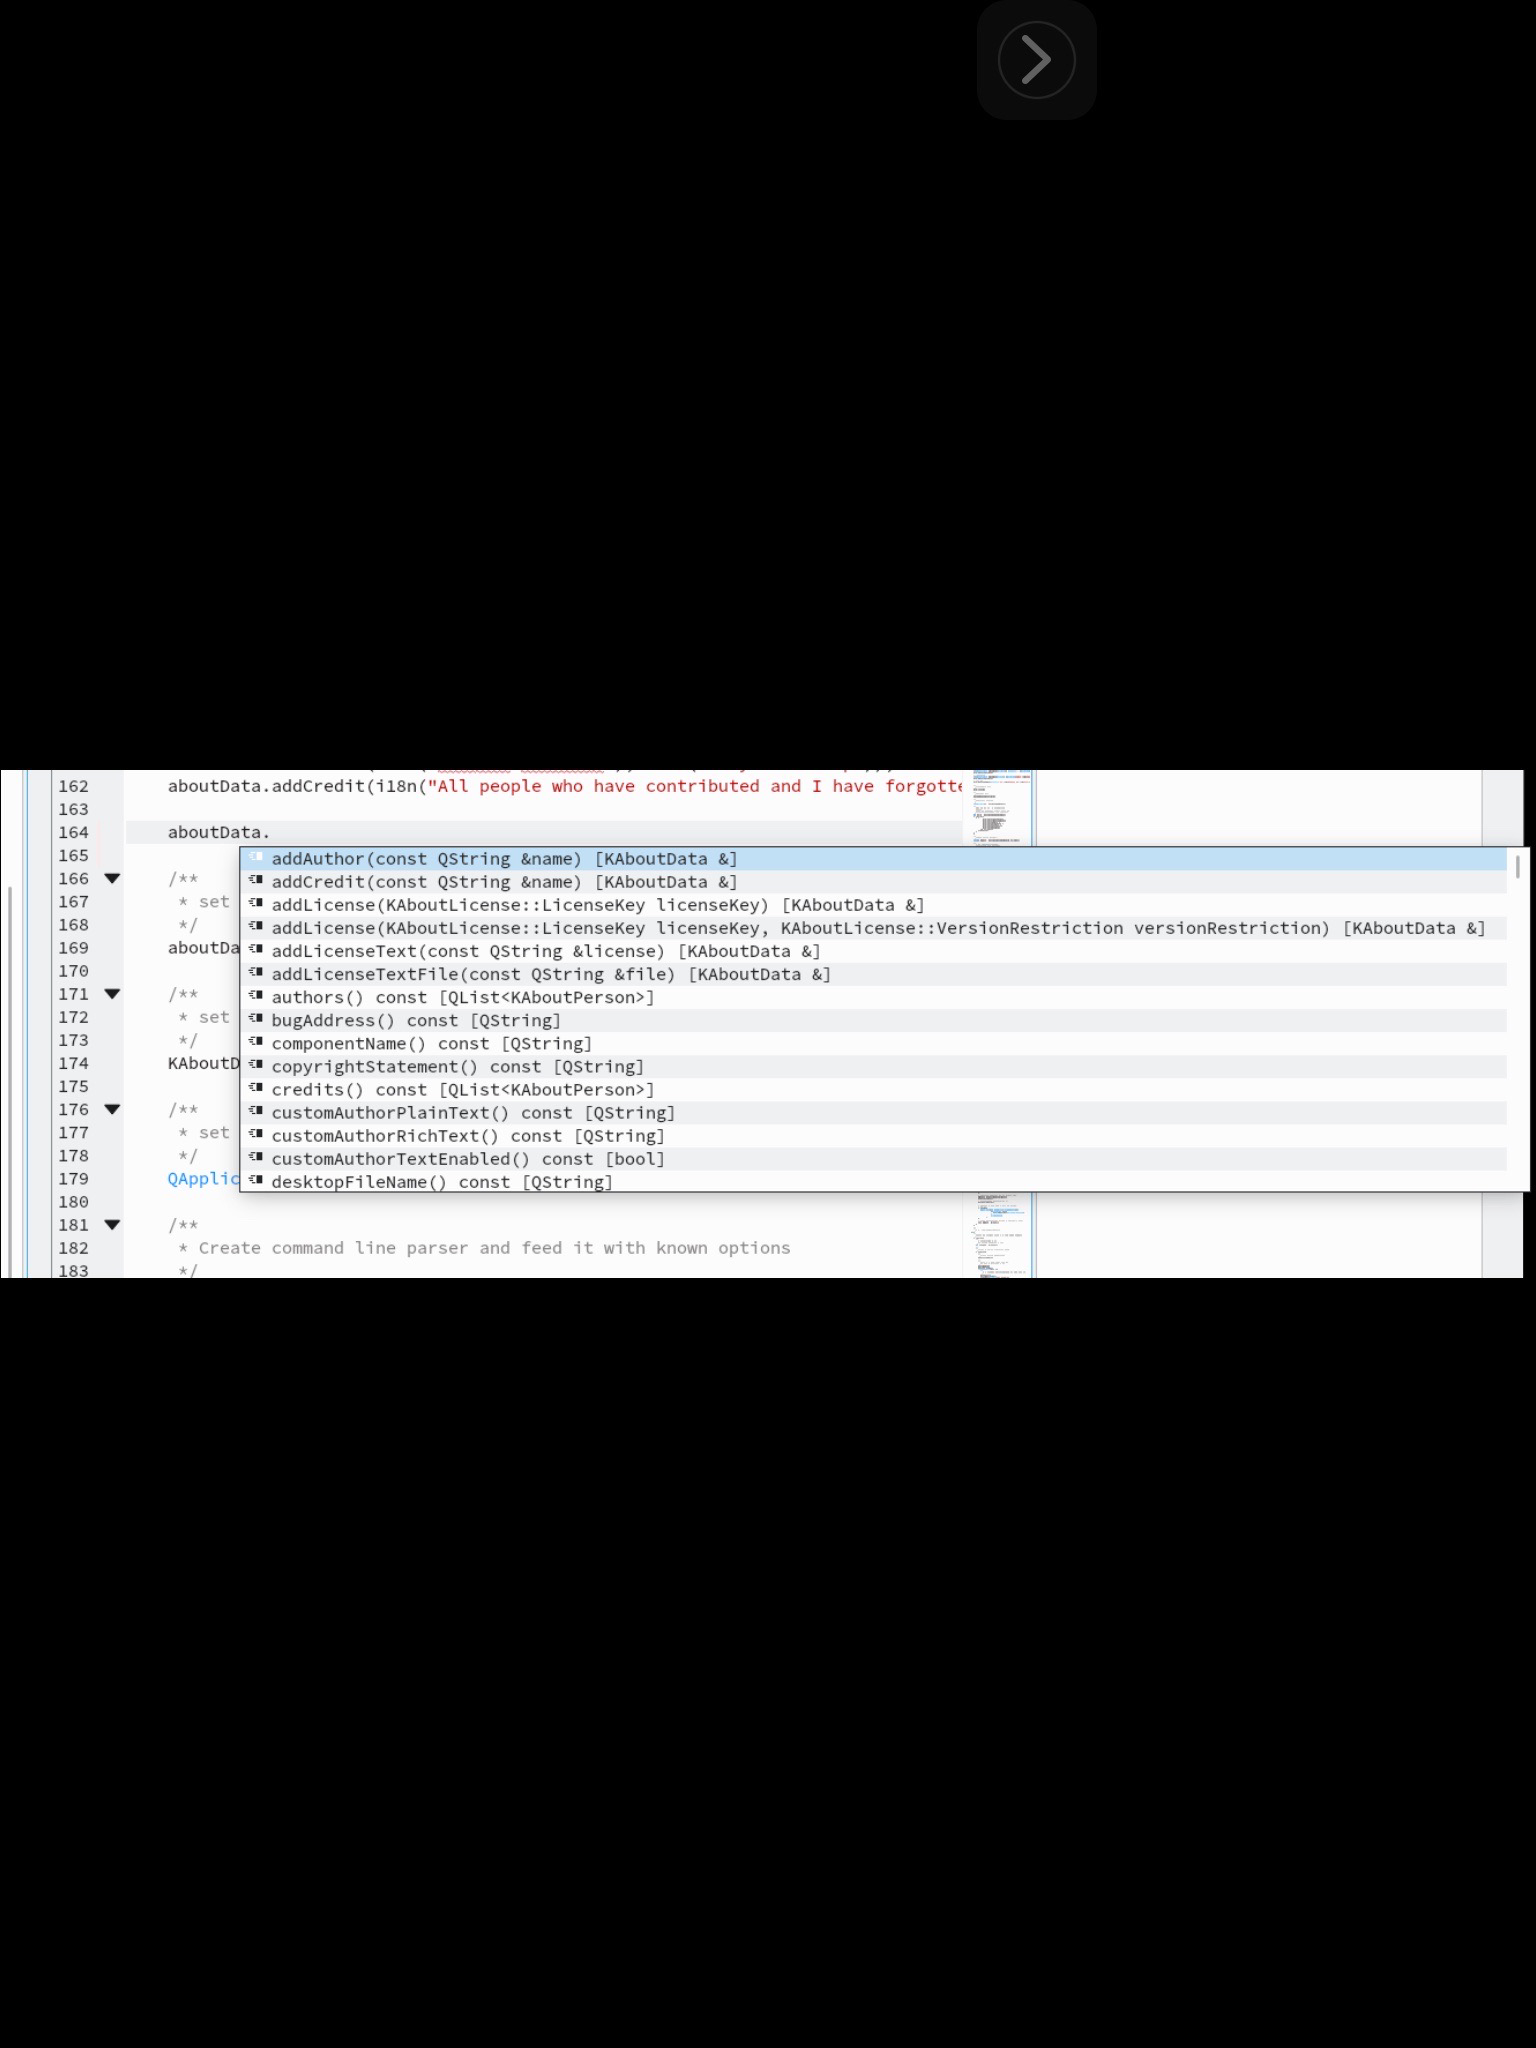 162 aboutData.addCredit(i18n("All people who have contributed and I have forgotte
163
164 aboutData.
165
addAuthor(const QString &name) [KAboutData &]
166 /**
addCredit(const QString &name) [KAboutData &]
167 * set
addLicense(KAboutLicense::LicenseKey licenseKey) [KAboutData &]
168 */
addLicense(KAboutLicense::LicenseKey licenseKey, KAboutLicense::VersionRestriction versionRestriction) [KAboutData &]
169 aboutDa
addLicenseText(const QString &license) [KAboutData &]
170
addLicenseTextFile(const QString &file) [KAboutData &]
171 /**
authors() const [QList<KAboutPerson>]
172 * set
bugAddress() const [QString]
173 */
componentName() const [QString]
174 KAboutD
copyrightStatement() const [QString]
175
credits() const [QList<KAboutPerson>]
176 /**
customAuthorPlainText() const [QString]
177 * set
customAuthorRichText() const [QString]
178 */
customAuthorTextEnabled() const [bool]
179 QApplic
desktopFileName() const [QString]
180
181 /**
182 * Create command line parser and feed it with known options
183 */